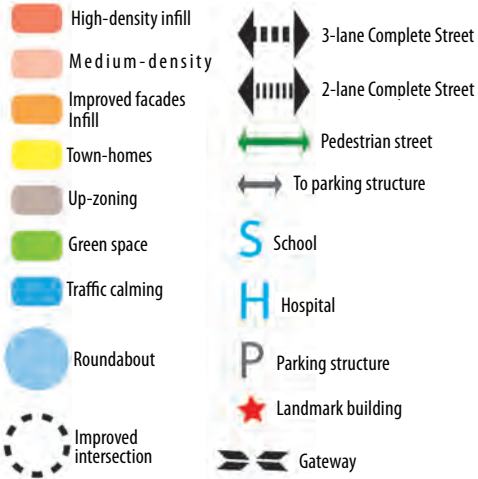 High-density infill
Medium-density
Improved facades
Infill
Town-homes
Up-zoning
Green space
Traffic calming
Roundabout
Improved
intersection
3-lane Complete Street
2-lane Complete Street
Pedestrian street
To parking structure
S School
H Hospital
P Parking structure
Landmark building
Gateway